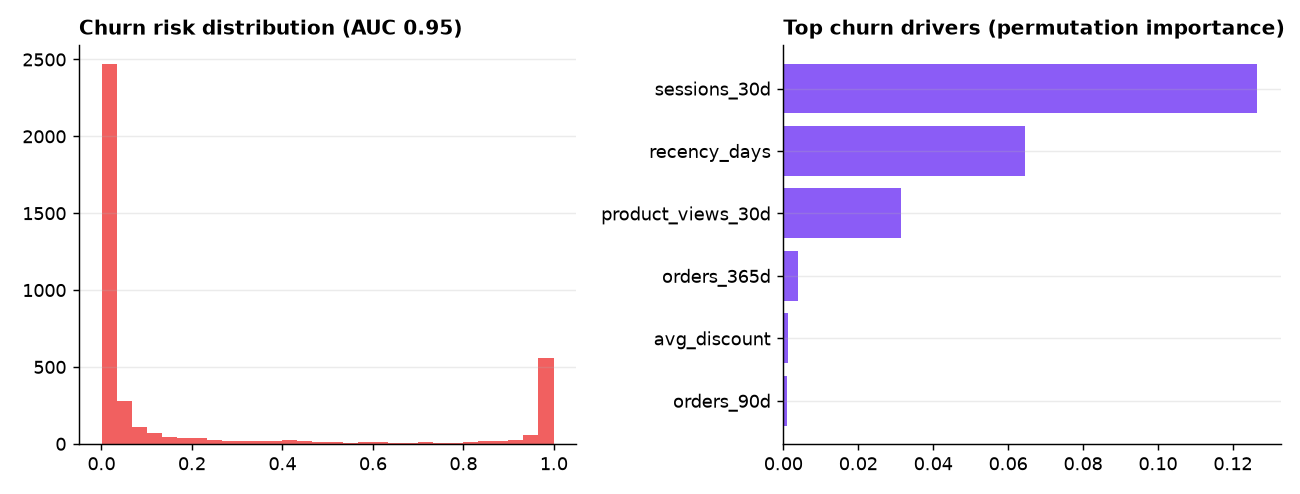 Churn risk distribution (AUC 0.95)
2500
2000
1500
1000
500
0
0.0 0.2 0.4 0.6 0.8 1.0
Top churn drivers (permutation importance)
sessions_30d
recency_days
product_views_30d
orders_365d
avg_discount
orders_90d
0.00 0.02 0.04 0.06 0.08 0.10 0.12